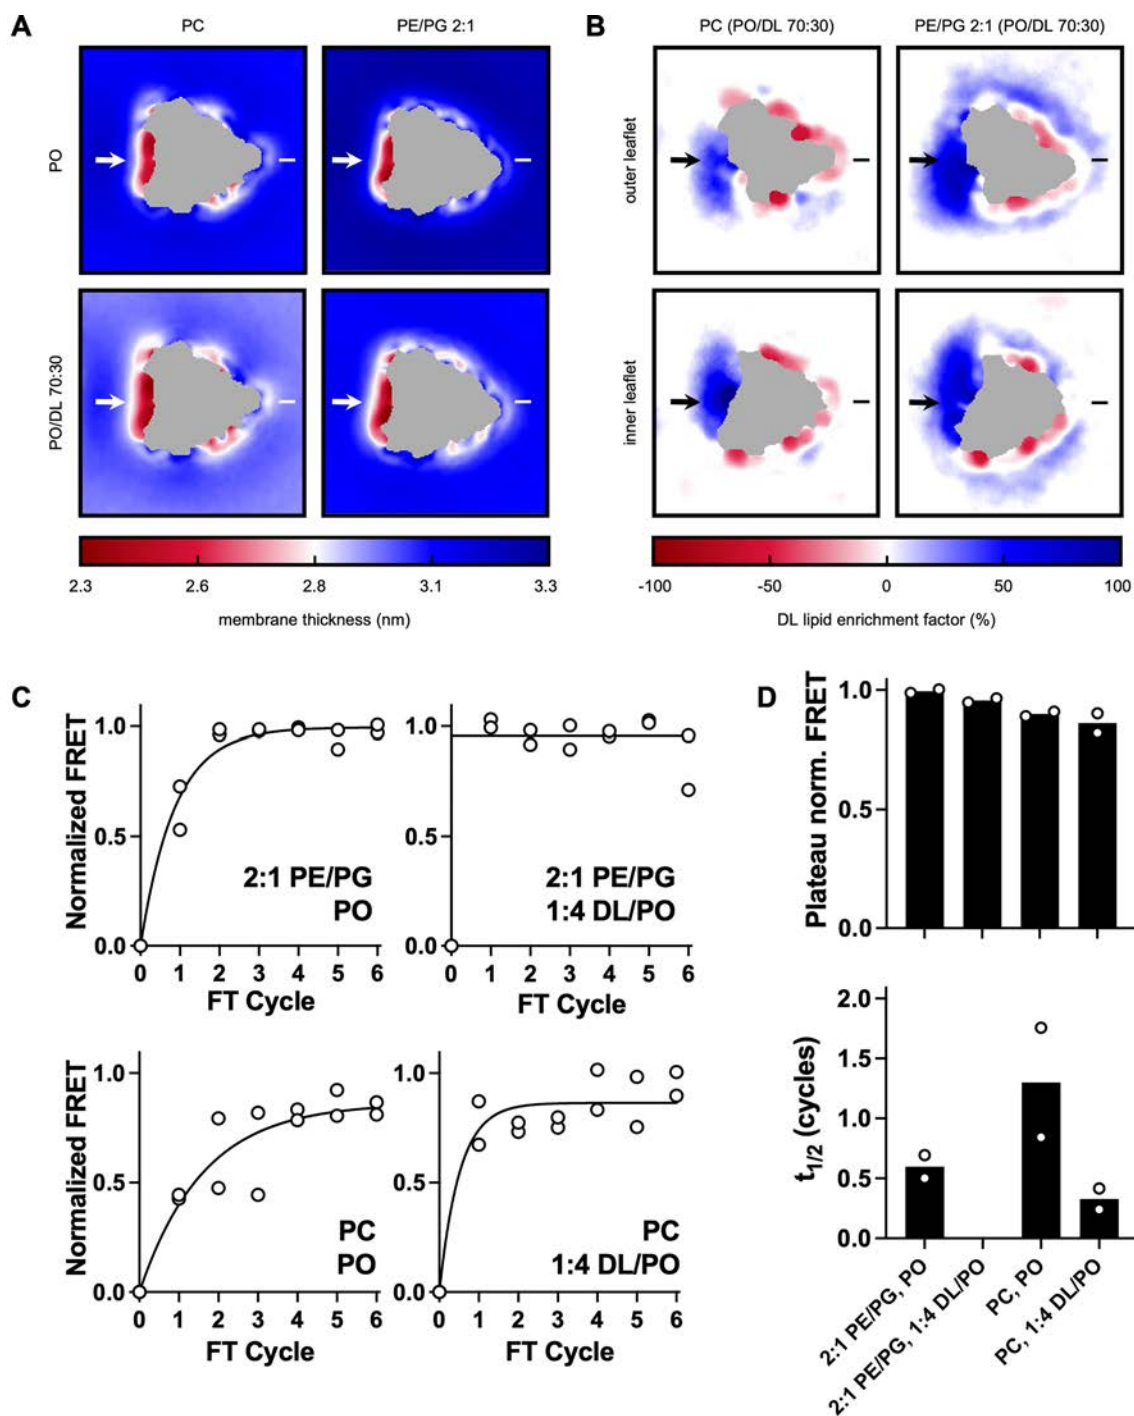 A
PC
PE/PG 2:1
PO
PO/DL 70:30
2.3
2.6
2.8
3.1
3.3
membrane thickness (nm)
B
PC (PO/DL 70:30)
PE/PG 2:1 (PO/DL 70:30)
outer leaflet
inner leaflet
-100
-50
0
50
100
DL lipid enrichment factor (%)
C
Normalized FRET
1.0
0.5
0.0
2:1 PE/PG
PO
0 1 2 3 4 5 6
FT Cycle
1.0
0.5
0.0
2:1 PE/PG
1:4 DL/PO
0 1 2 3 4 5 6
FT Cycle
Normalized FRET
1.0
0.5
0.0
PC
PO
0 1 2 3 4 5 6
FT Cycle
1.0
0.5
0.0
PC
1:4 DL/PO
0 1 2 3 4 5 6
FT Cycle
D
Plateau norm. FRET
1.0
0.5
0.0
t1/2 (cycles)
2.0
1.5
1.0
0.5
0.0
2:1 PE/PG, PO
2:1 PE/PG, 1:4 DL/PO
PC, PO
PC, 1:4 DL/PO